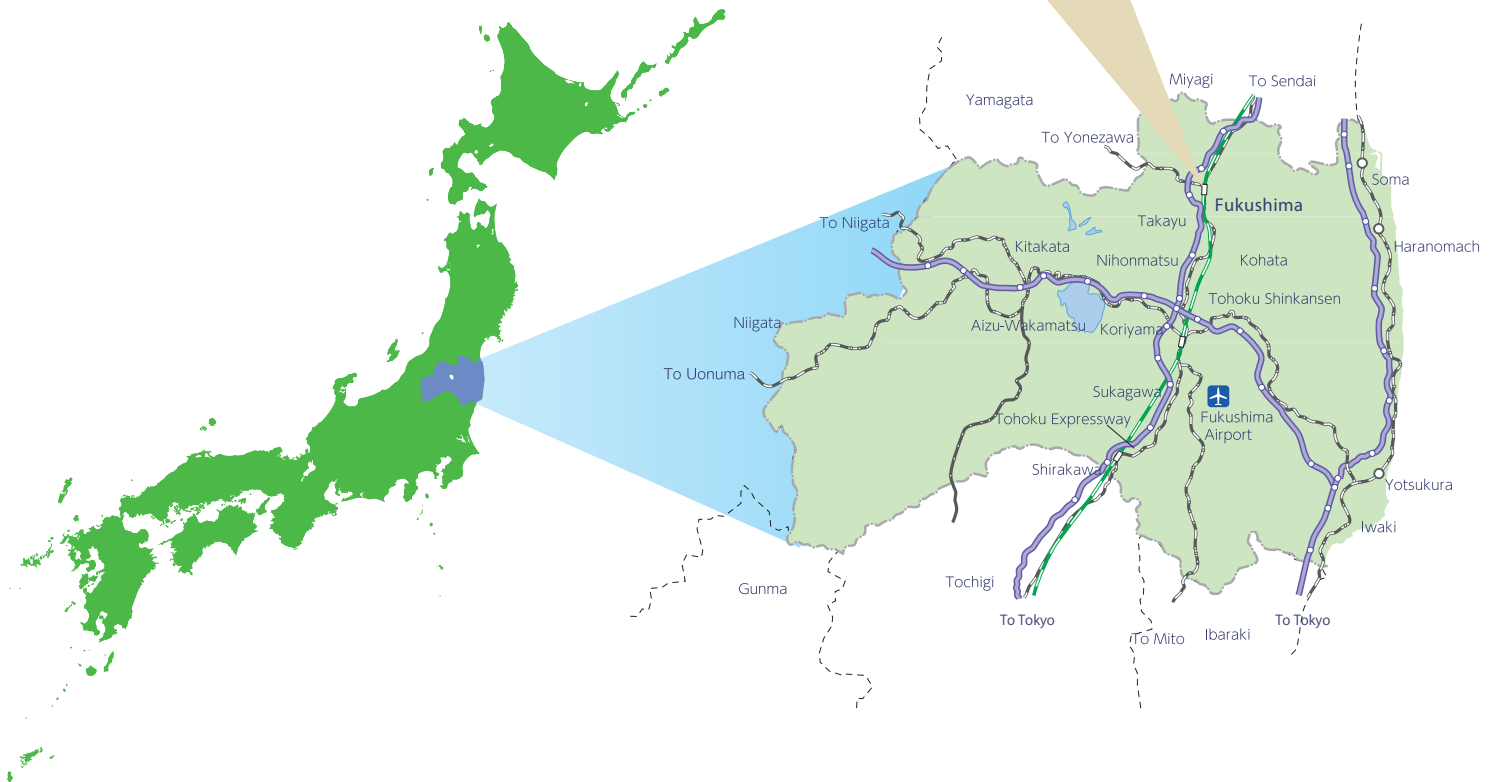 Miyagi
To Sendai
Yamagata
To Yonezawa
Soma
Fukushima
To Niigata
Takayu
Kitakata
Haranomach
Nihonmatsu
Kohata
Tohoku Shinkansen
Niigata
Aizu-Wakamatsu
Koriyama
To Uonuma
Sukagawa
Tohoku Expressway
Fukushima
Airport
Shirakawa
Yotsukura
Iwaki
Tochigi
Gunma
To Tokyo
To Tokyo
To Mito
Ibaraki